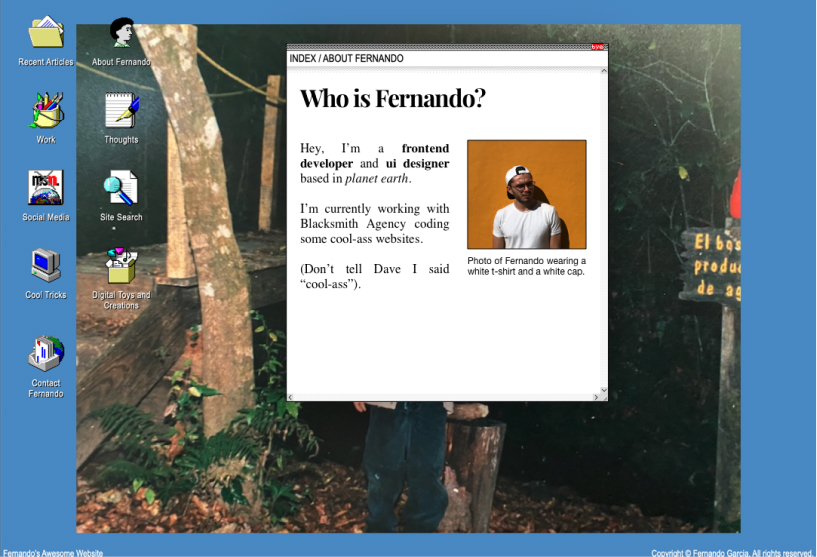 Recent Articles
About Fernando
Work
Thoughts
msn.
Social Media
Site Search
Cool Tricks
Digital Toys and
Creations
Contact
Fernando
bye
INDEX / ABOUT FERNANDO
Who is Fernando?
Hey, I'm a frontend
developer and ui designer
based in planet earth.
I'm currently working with
Blacksmith Agency coding
some cool-ass websites.
(Don't tell Dave I said
“cool-ass”).
Photo of Fernando wearing a
white t-shirt and a white cap.
El bos
produc
de ag
Fernando's Awesome Website
Copyright © Fernando Garcia. All rights reserved.